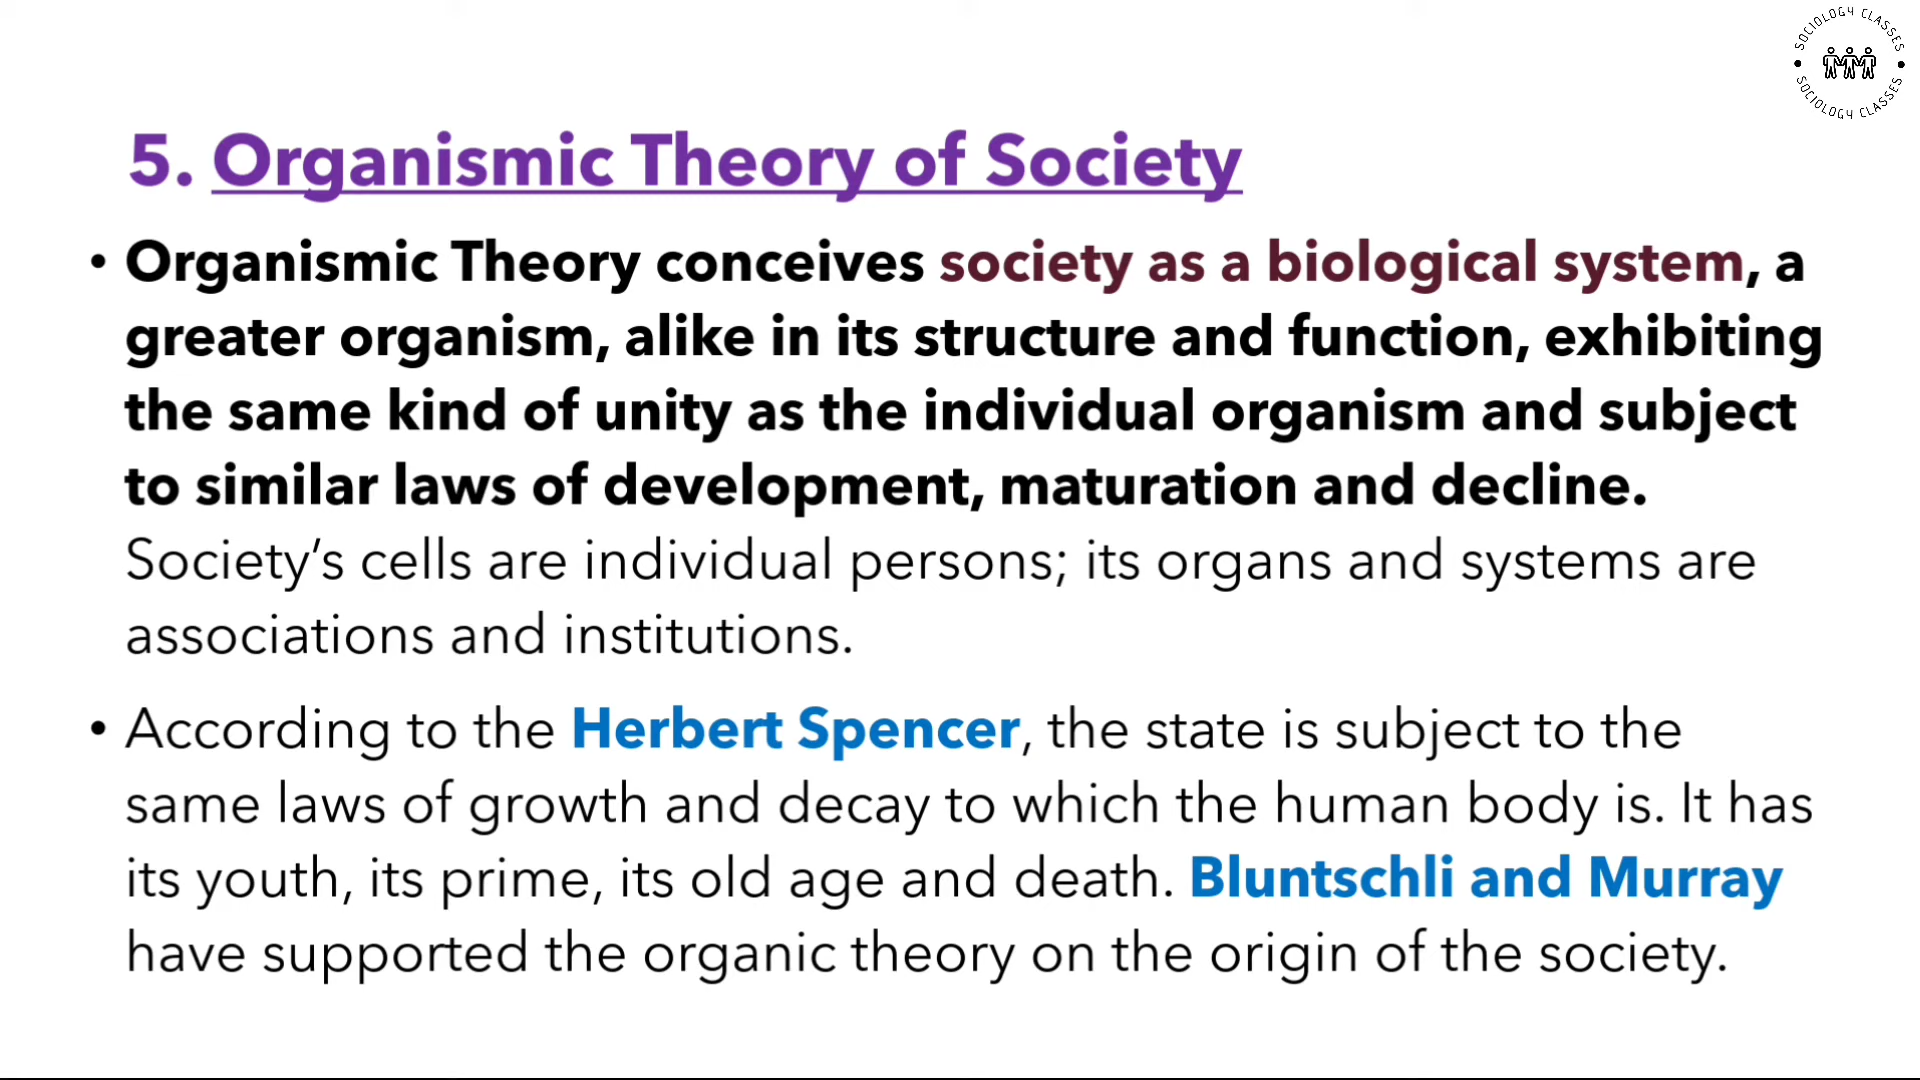 SOCIOLOGY CLASSES
SOCIOLOGY CLASSES
5. Organismic Theory of Society
• Organismic Theory conceives society as a biological system, a
greater organism, alike in its structure and function, exhibiting
the same kind of unity as the individual organism and subject
to similar laws of development, maturation and decline.
Society’s cells are individual persons; its organs and systems are
associations and institutions.
• According to the Herbert Spencer, the state is subject to the
same laws of growth and decay to which the human body is. It has
its youth, its prime, its old age and death. Bluntschli and Murray
have supported the organic theory on the origin of the society.